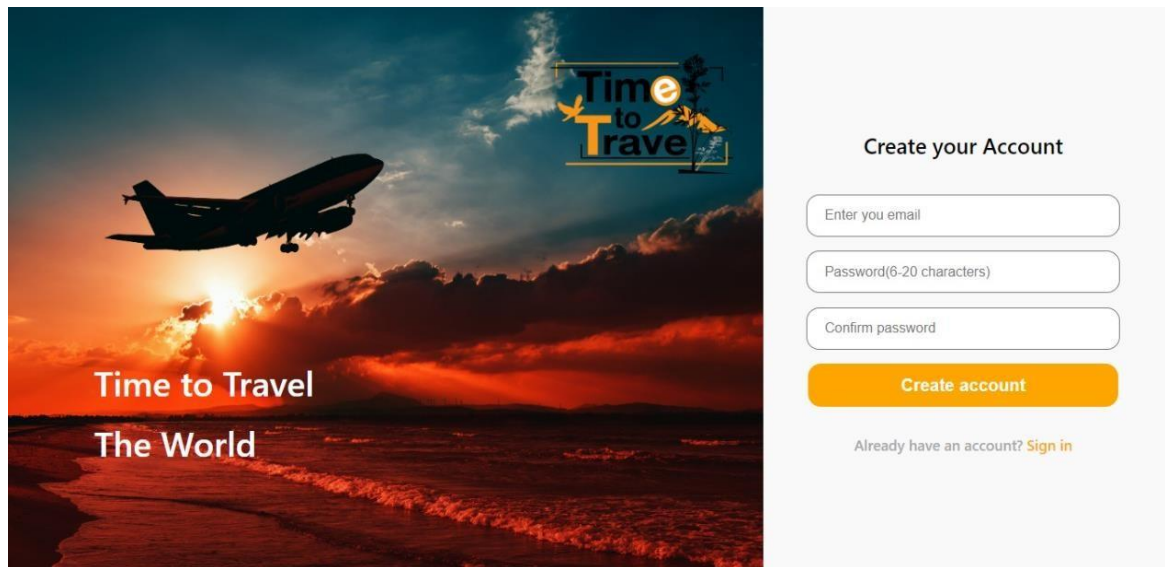 Time
to
Travel
Time to Travel
The World
Create your Account
Enter you email
Password(6-20 characters)
Confirm password
Create account
Already have an account? Sign in